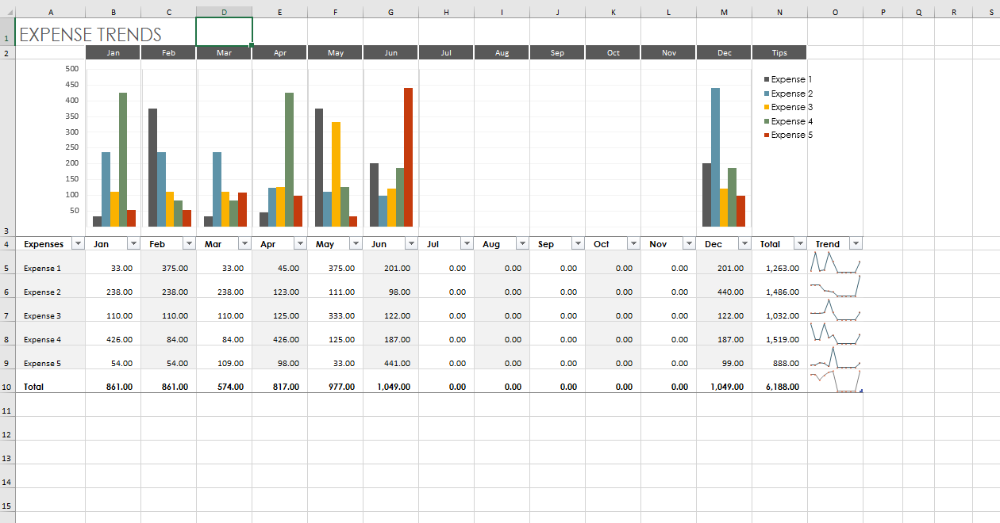 A B C D E F G H I J K L M N O P Q R S
1 EXPENSE TRENDS
2 Jan Feb Mar Apr May Jun Jul Aug Sep Oct Nov Dec Tips
500
450
400
350
300
250
200
150
100
50
Expense 1
Expense 2
Expense 3
Expense 4
Expense 5
3
4 Expenses Jan Feb Mar Apr May Jun Jul Aug Sep Oct Nov Dec Total Trend
5 Expense 1 33.00 375.00 33.00 45.00 375.00 201.00 0.00 0.00 0.00 0.00 0.00 201.00 1,263.00
6 Expense 2 238.00 238.00 238.00 123.00 111.00 98.00 0.00 0.00 0.00 0.00 0.00 440.00 1,486.00
7 Expense 3 110.00 110.00 110.00 125.00 333.00 122.00 0.00 0.00 0.00 0.00 0.00 122.00 1,032.00
8 Expense 4 426.00 84.00 84.00 426.00 125.00 187.00 0.00 0.00 0.00 0.00 0.00 187.00 1,519.00
9 Expense 5 54.00 54.00 109.00 98.00 33.00 441.00 0.00 0.00 0.00 0.00 0.00 99.00 888.00
10 Total 861.00 861.00 574.00 817.00 977.00 1,049.00 0.00 0.00 0.00 0.00 0.00 1,049.00 6,188.00
11
12
13
14
15